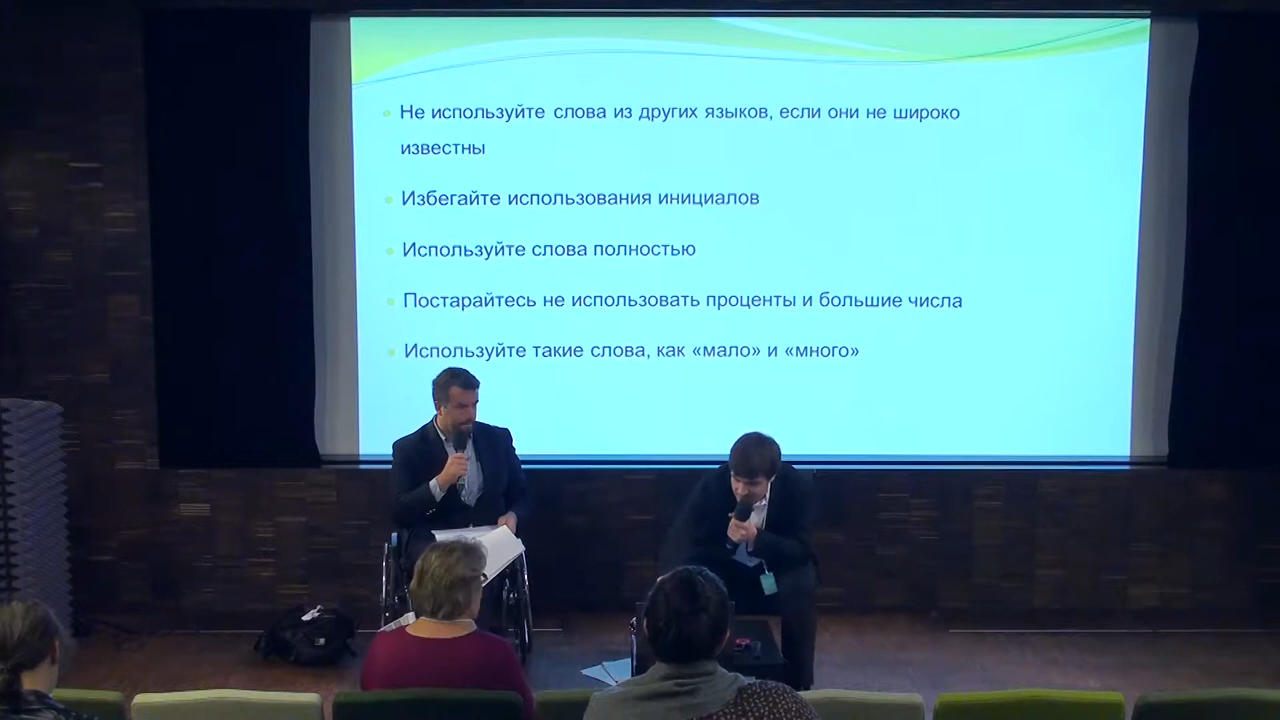 Не используйте слова из других языков, если они не широко
известны
Избегайте использования инициалов
Используйте слова полностью
Постарайтесь не использовать проценты и большие числа
Используйте такие слова, как «мало» и «много»